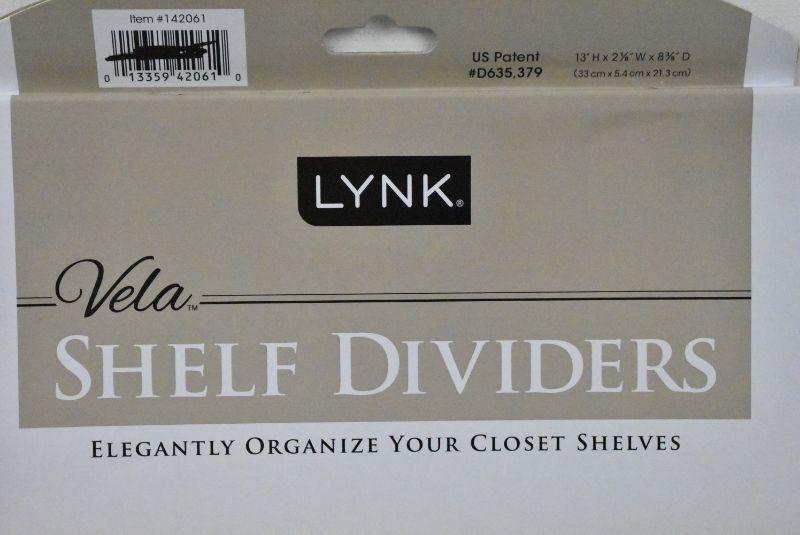 Item #142061
0 13359 42061 0
US Patent
#D635,379
13" H x 2⅛" W x 8⅜" D
(33 cm x 5.4 cm x 21.3 cm)
LYNK®
Vela™
SHELF DIVIDERS
ELEGANTLY ORGANIZE YOUR CLOSET SHELVES